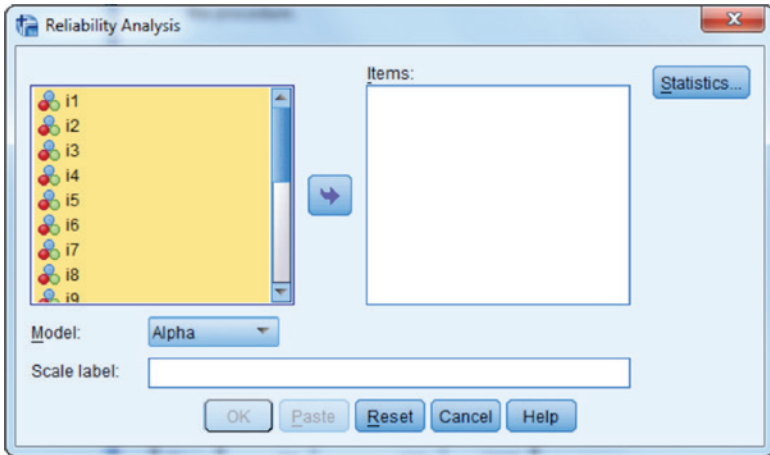 Reliability Analysis
Items:
Statistics...
i1
i2
i3
i4
i5
i6
i7
i8
i9
Model:
Alpha
Scale label:
OK
Paste
Reset
Cancel
Help